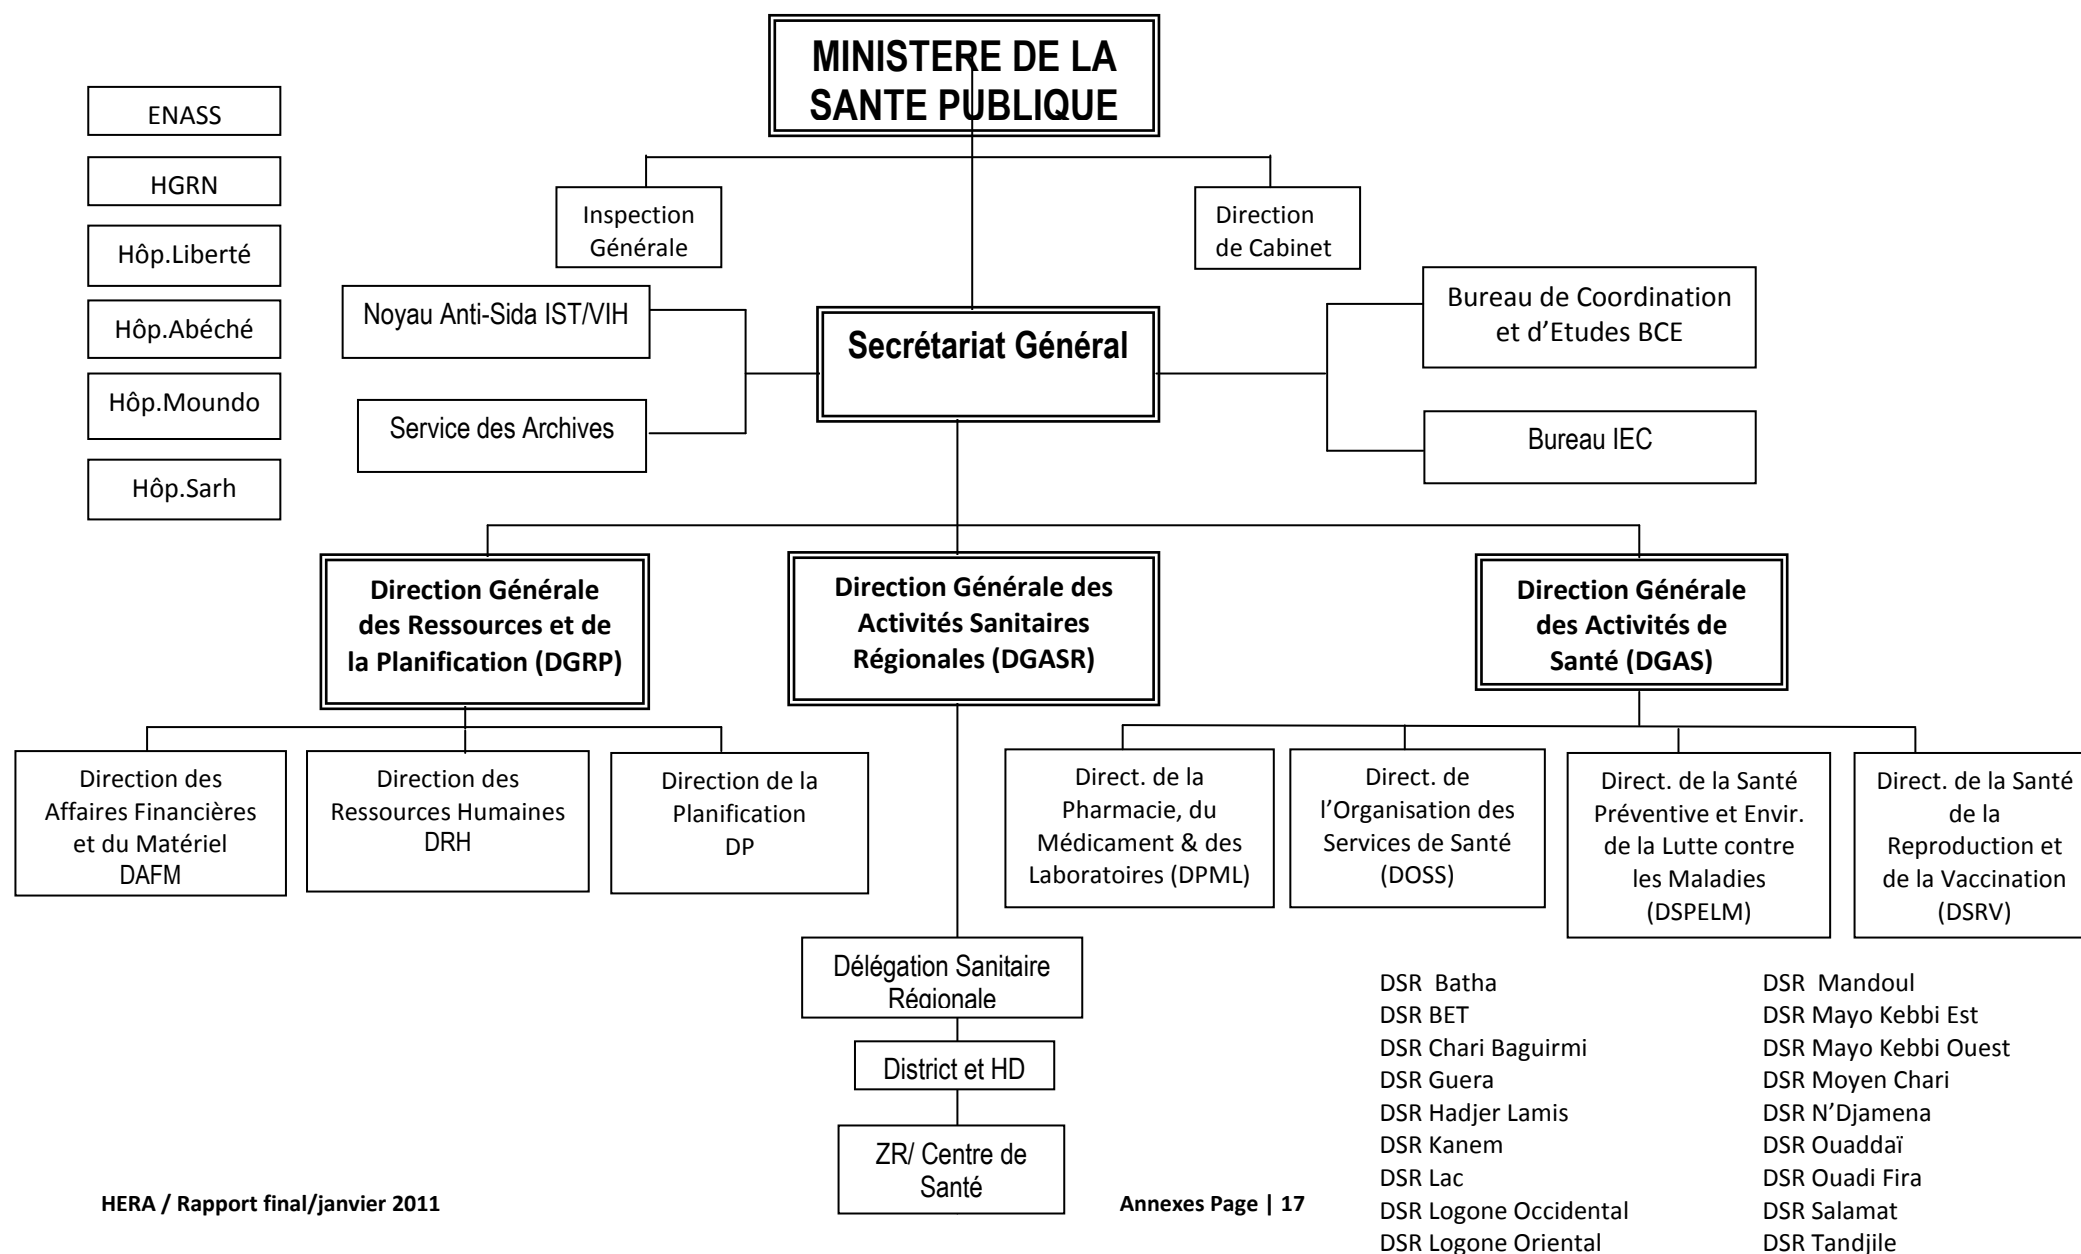 MINISTERE DE LA
SANTE PUBLIQUE
ENASS
HGRN
Hôp.Liberté
Hôp.Abéché
Hôp.Moundo
Hôp.Sarh
Inspection
Générale
Direction
de Cabinet
Noyau Anti-Sida IST/VIH
Service des Archives
Secrétariat Général
Bureau de Coordination
et d’Etudes BCE
Bureau IEC
Direction Générale
des Ressources et de
la Planification (DGRP)
Direction Générale des
Activités Sanitaires
Régionales (DGASR)
Direction Générale
des Activités de
Santé (DGAS)
Direction des
Affaires Financières
et du Matériel
DAFM
Direction des
Ressources Humaines
DRH
Direction de la
Planification
DP
Direct. de la
Pharmacie, du
Médicament & des
Laboratoires (DPML)
Direct. de
l’Organisation des
Services de Santé
(DOSS)
Direct. de la Santé
Préventive et Envir.
de la Lutte contre
les Maladies
(DSPELM)
Direct. de la Santé
de la
Reproduction et
de la Vaccination
(DSRV)
Délégation Sanitaire
Régionale
District et HD
ZR/ Centre de
Santé
DSR Batha
DSR BET
DSR Chari Baguirmi
DSR Guera
DSR Hadjer Lamis
DSR Kanem
DSR Lac
DSR Logone Occidental
DSR Logone Oriental
DSR Mandoul
DSR Mayo Kebbi Est
DSR Mayo Kebbi Ouest
DSR Moyen Chari
DSR N’Djamena
DSR Ouaddaï
DSR Ouadi Fira
DSR Salamat
DSR Tandjile
HERA / Rapport final/janvier 2011
Annexes Page | 17